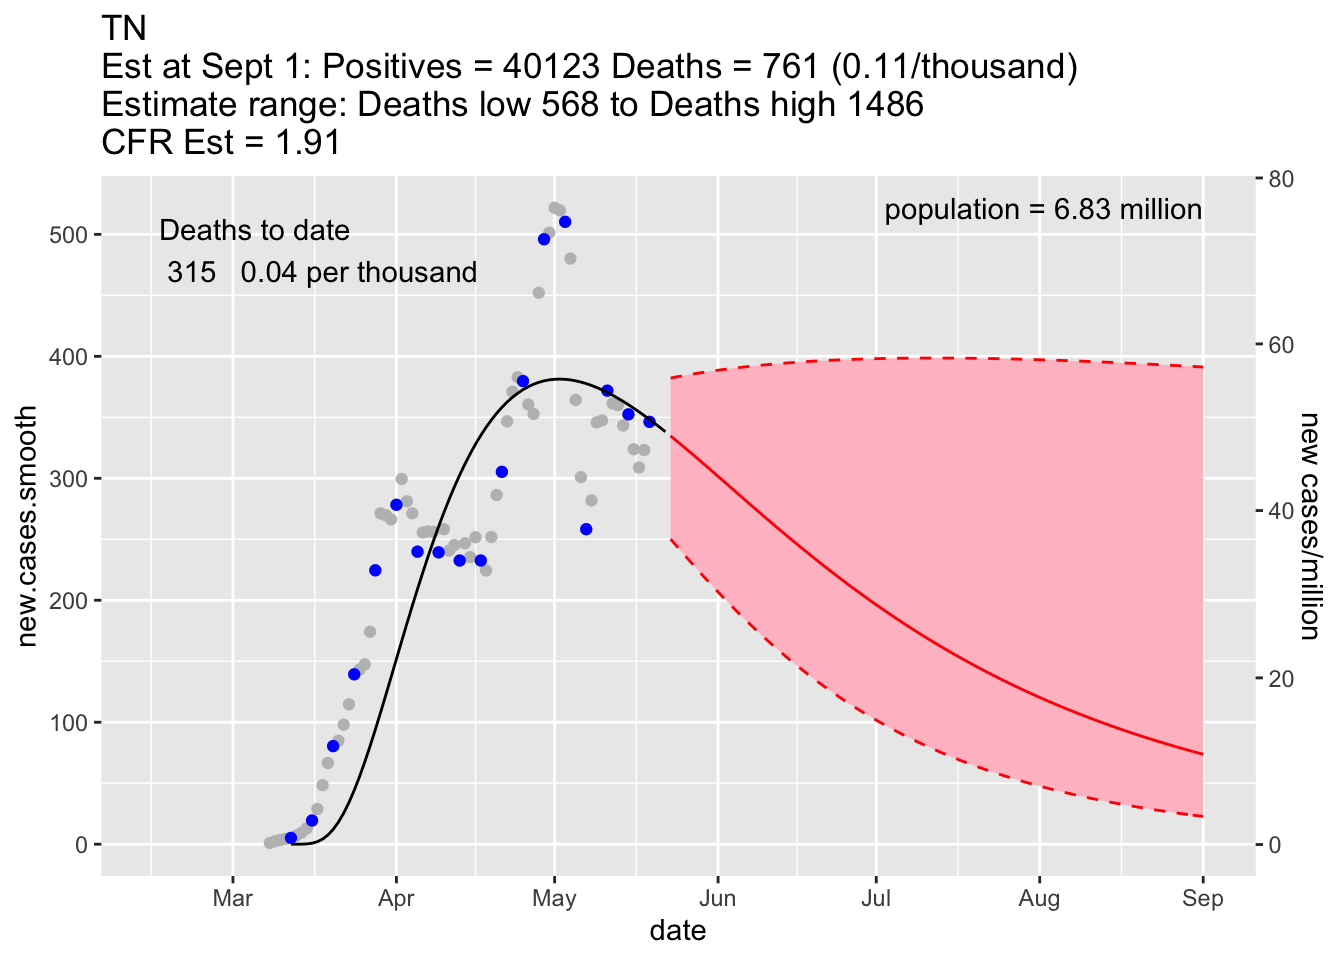 TN
Est at Sept 1: Positives = 40123 Deaths = 761 (0.11/thousand)
Estimate range: Deaths low 568 to Deaths high 1486
CFR Est = 1.91
Deaths to date
315 0.04 per thousand
population = 6.83 million
new.cases.smooth
500
400
300
200
100
0
80
60
40
20
0
new cases/million
Mar Apr May Jun Jul Aug Sep
date